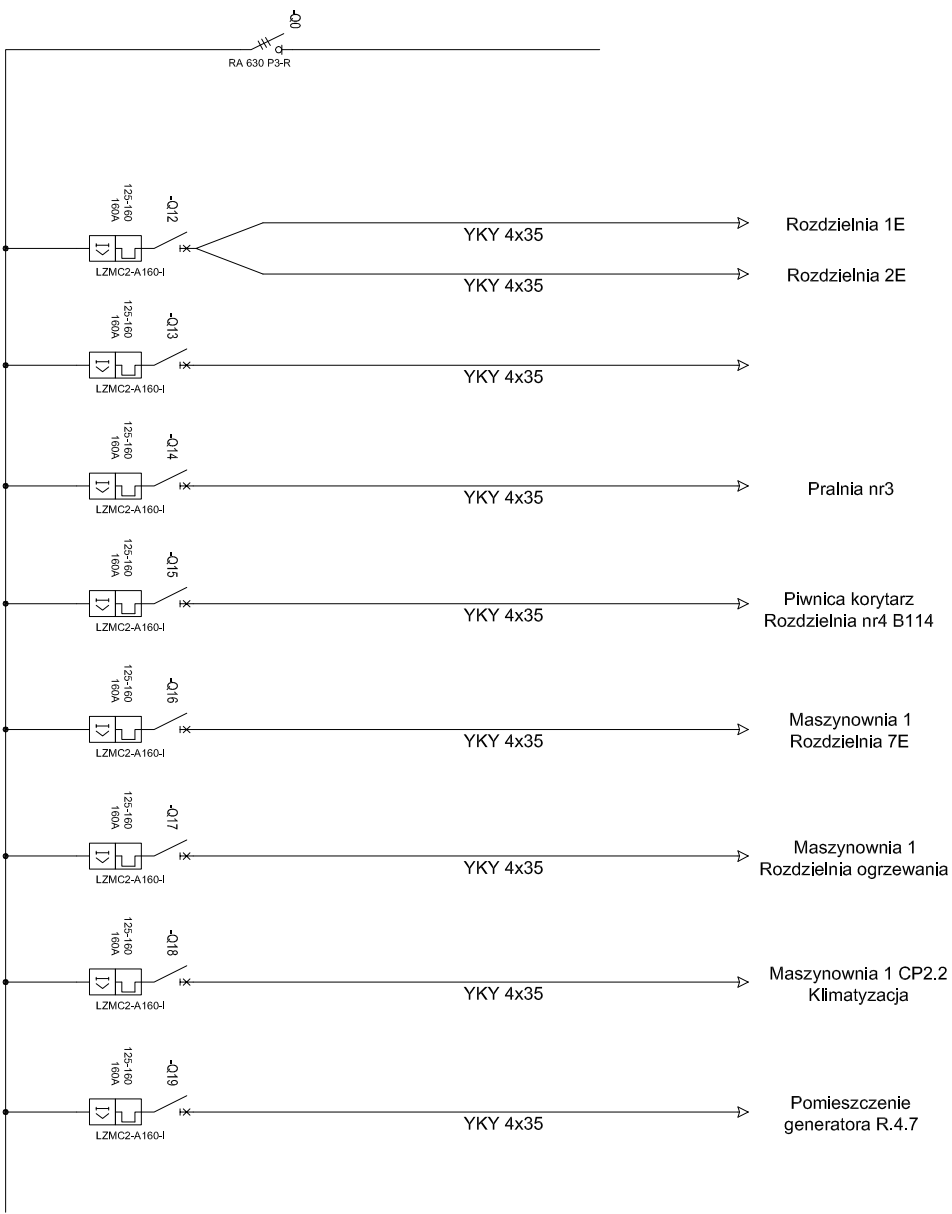 -Q0
RA 630 P3-R
125-160
160A
-Q12
LZMC2-A160-I
YKY 4x35
Rozdzielnia 1E
YKY 4x35
Rozdzielnia 2E
125-160
160A
-Q13
LZMC2-A160-I
YKY 4x35
125-160
160A
-Q14
LZMC2-A160-I
YKY 4x35
Pralnia nr3
125-160
160A
-Q15
LZMC2-A160-I
YKY 4x35
Piwnica korytarz
Rozdzielnia nr4 B114
125-160
160A
-Q16
LZMC2-A160-I
YKY 4x35
Maszynownia 1
Rozdzielnia 7E
125-160
160A
-Q17
LZMC2-A160-I
YKY 4x35
Maszynownia 1
Rozdzielnia ogrzewania
125-160
160A
-Q18
LZMC2-A160-I
YKY 4x35
Maszynownia 1 CP2.2
Klimatyzacja
125-160
160A
-Q19
LZMC2-A160-I
YKY 4x35
Pomieszczenie
generatora R.4.7